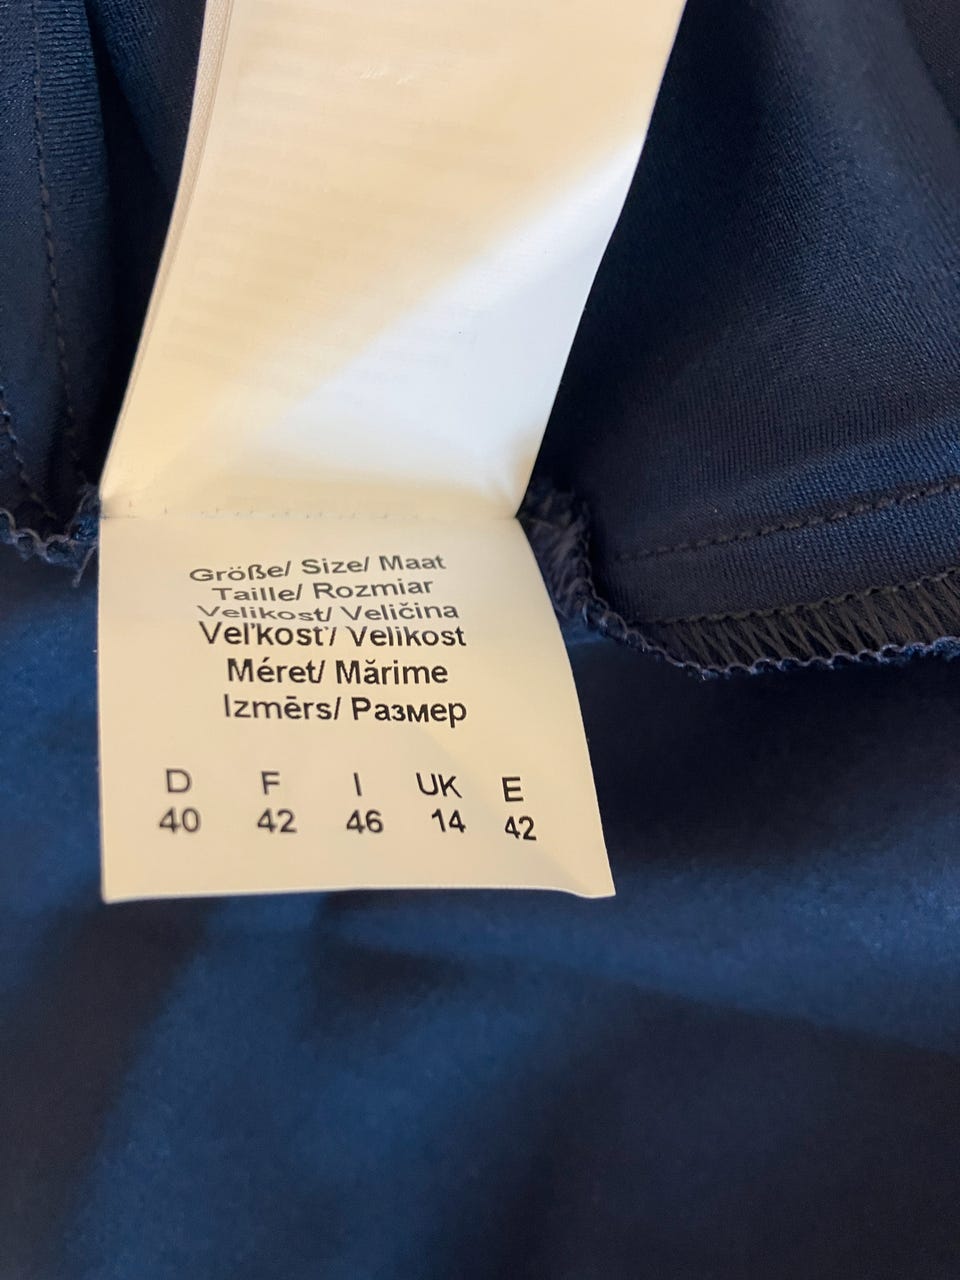 Größe/ Size/ Maat
Taille/ Rozmiar
Velikost/ Veličina
Veľkosť/ Velikost
Méret/ Mărime
Izmērs/ Размер
D F I UK E
40 42 46 14 42